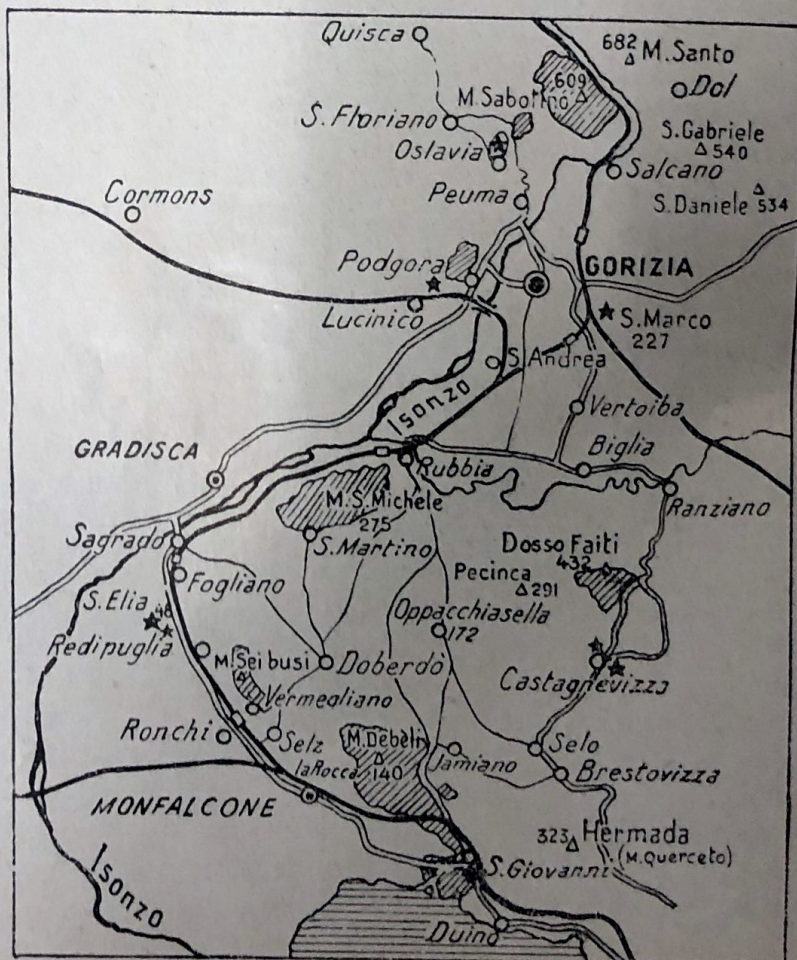 Quisca
682 M. Santo
609
Dol
M. Sabotino
S. Floriano
S. Gabriele
540
Oslavia
Salcano
Cormons
Peuma
S. Daniele 534
Podgora
GORIZIA
Lucinico
S. Marco
227
S. Andrea
Isonzo
Vertoiba
GRADISCA
Biglia
Rubbia
M. S. Michele
275
Ranziano
Sagrado
S. Martino
Dosso Faiti
432
Fogliano
Pecinca
291
S. Elia 48
Oppacchiasella
172
Redipuglia
M. Sei busi
Doberdò
Castagnevizza
Vermegliano
Ronchi
Selz
M. Debèli
140
Jamiano
Selo
la Rocca
Brestovizza
MONFALCONE
323 Hermada
(M. Querceto)
S. Giovanni
Isonzo
Duino